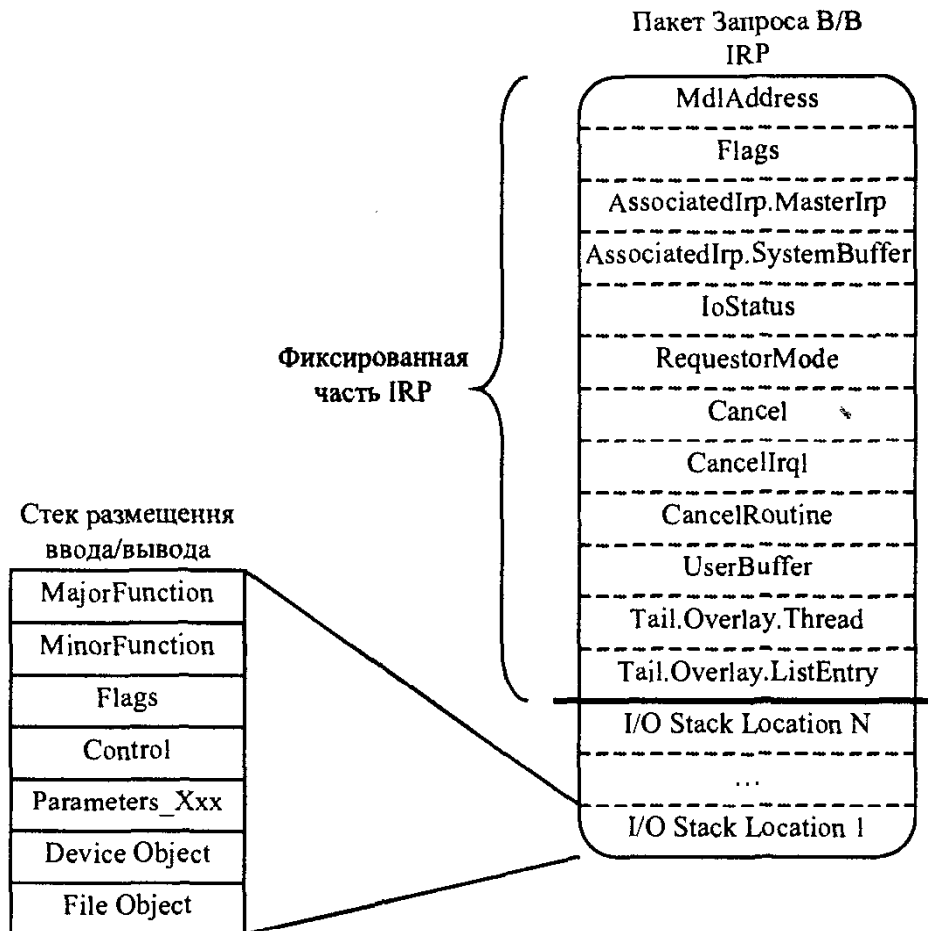 Пакет Запроса В/В
IRP
MdlAddress
Flags
AssociatedIrp.MasterIrp
AssociatedIrp.SystemBuffer
IoStatus
RequestorMode
Cancel
CancelIrql
CancelRoutine
UserBuffer
Tail.Overlay.Thread
Tail.Overlay.ListEntry
I/O Stack Location N
...
I/O Stack Location 1
Фиксированная
часть IRP
Стек размещения
ввода/вывода
MajorFunction
MinorFunction
Flags
Control
Parameters_Xxx
Device Object
File Object